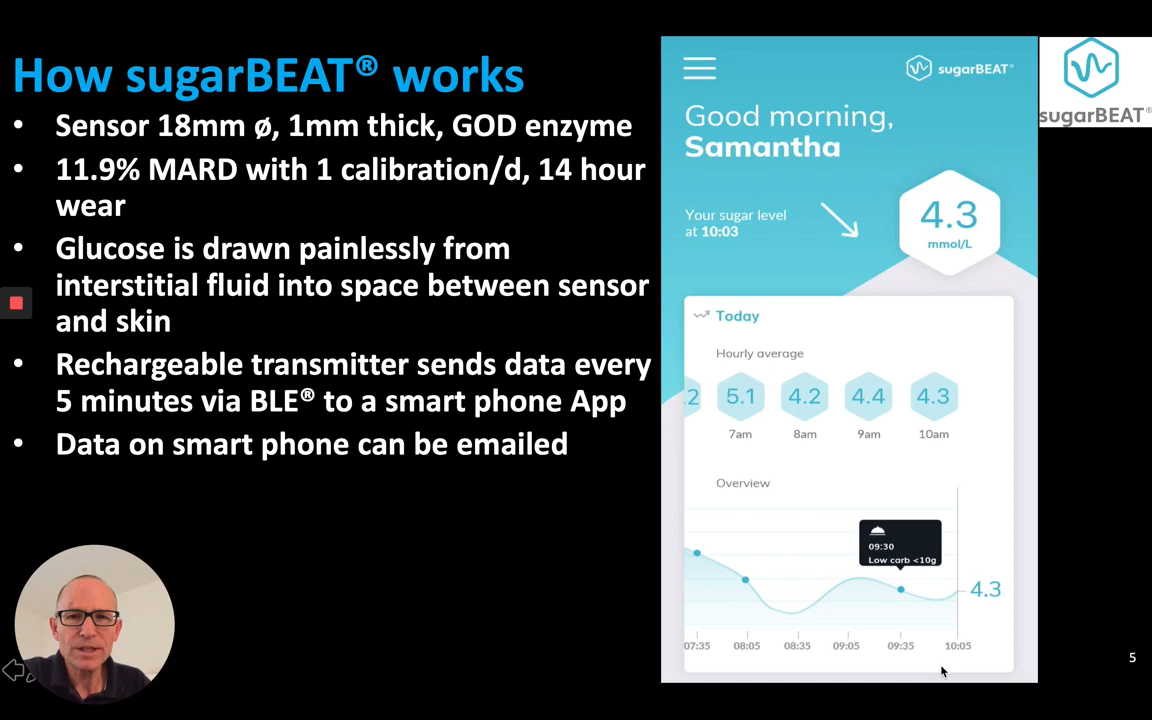 How sugarBEAT® works
• Sensor 18mm ø, 1mm thick, GOD enzyme
• 11.9% MARD with 1 calibration/d, 14 hour
wear
• Glucose is drawn painlessly from
interstitial fluid into space between sensor
and skin
• Rechargeable transmitter sends data every
5 minutes via BLE® to a smart phone App
• Data on smart phone can be emailed
sugarBEAT®
Good morning,
Samantha
Your sugar level
at 10:03
4.3
mmol/L
Today
Hourly average
.2 5.1 4.2 4.4 4.3
7am 8am 9am 10am
Overview
09:30
Low carb <10g
4.3
07:35 08:05 08:35 09:05 09:35 10:05
sugarBEAT®
5